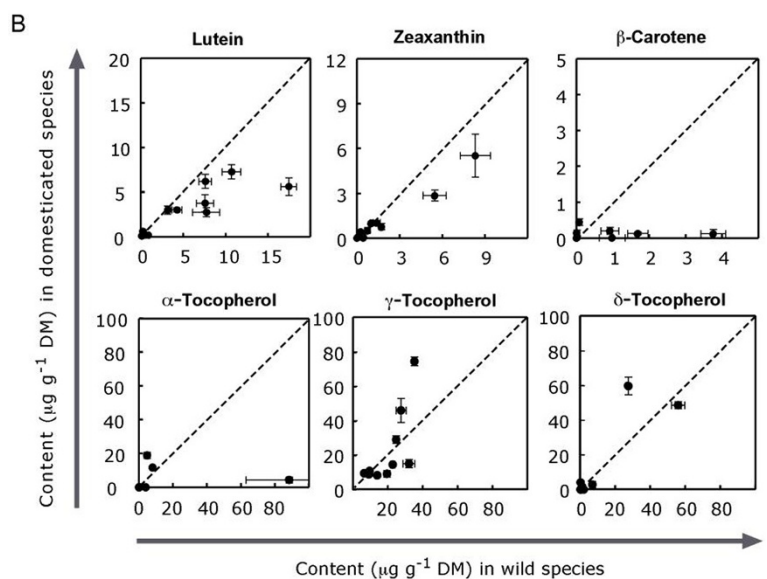 B
Lutein
Zeaxanthin
β-Carotene
Content (μg g⁻¹ DM) in domesticated species
20
15
10
5
0
0 5 10 15
12
9
6
3
0
0 3 6 9
5
4
3
2
1
0
0 1 2 3 4
α-Tocopherol
γ-Tocopherol
δ-Tocopherol
100
80
60
40
20
0
0 20 40 60 80
100
80
60
40
20
0
20 40 60 80
100
80
60
40
20
0
0 20 40 60 80
Content (μg g⁻¹ DM) in wild species